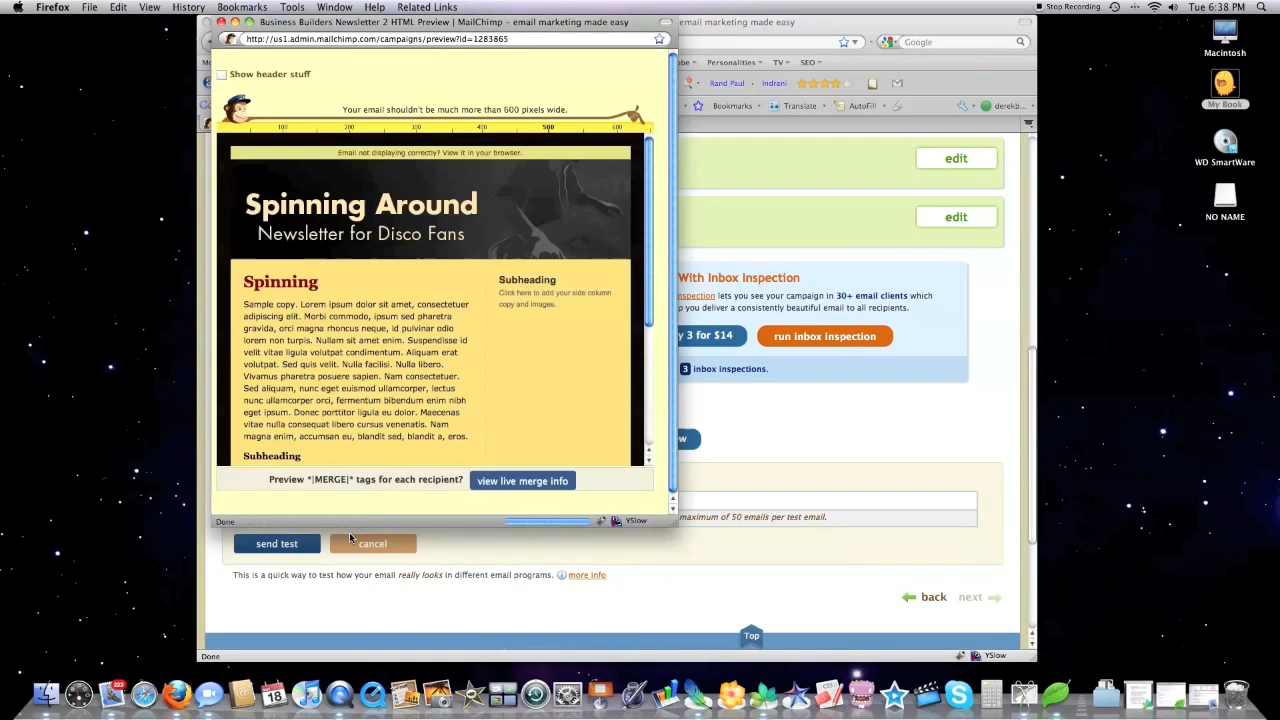 Firefox File Edit View History Bookmarks Tools Window Help Related Links
Stop Recording Tue 6:38 PM
Business Builders Newsletter 2 HTML Preview | MailChimp - email marketing made easy
email marketing made easy
http://us1.admin.mailchimp.com/campaigns/preview?id=1283865
Google
Personalities TV SEO
Rand Paul Indrani
Bookmarks Translate AutoFill derekb
Show header stuff
Your email shouldn't be much more than 600 pixels wide.
100 200 300 400 500 600
Email not displaying correctly? View it in your browser.
Spinning Around
Newsletter for Disco Fans
Spinning
Sample copy. Lorem ipsum dolor sit amet, consectetuer
adipiscing elit. Morbi commodo, ipsum sed pharetra
gravida, orci magna rhoncus neque, id pulvinar odio
lorem non turpis. Nullam sit amet enim. Suspendisse id
velit vitae ligula volutpat condimentum. Aliquam erat
volutpat. Sed quis velit. Nulla facilisi. Nulla libero.
Vivamus pharetra posuere sapien. Nam consectetuer.
Sed aliquam, nunc eget euismod ullamcorper, lectus
nunc ullamcorper orci, fermentum bibendum enim nibh
eget ipsum. Donec porttitor ligula eu dolor. Maecenas
vitae nulla consequat libero cursus venenatis. Nam
magna enim, accumsan eu, blandit sed, blandit a, eros.
Subheading
Subheading
Click here to add your side column
copy and images.
Preview *|MERGE|* tags for each recipient? view live merge info
Done YSlow
edit
edit
With Inbox Inspection
nspection lets you see your campaign in 30+ email clients which
p you deliver a consistently beautiful email to all recipients.
y 3 for $14 run inbox inspection
3 inbox inspections.
w
maximum of 50 emails per test email.
send test cancel
This is a quick way to test how your email really looks in different email programs. more info
back next
Top
Done YSlow
Macintosh
My Book
WD SmartWare
NO NAME
223
18